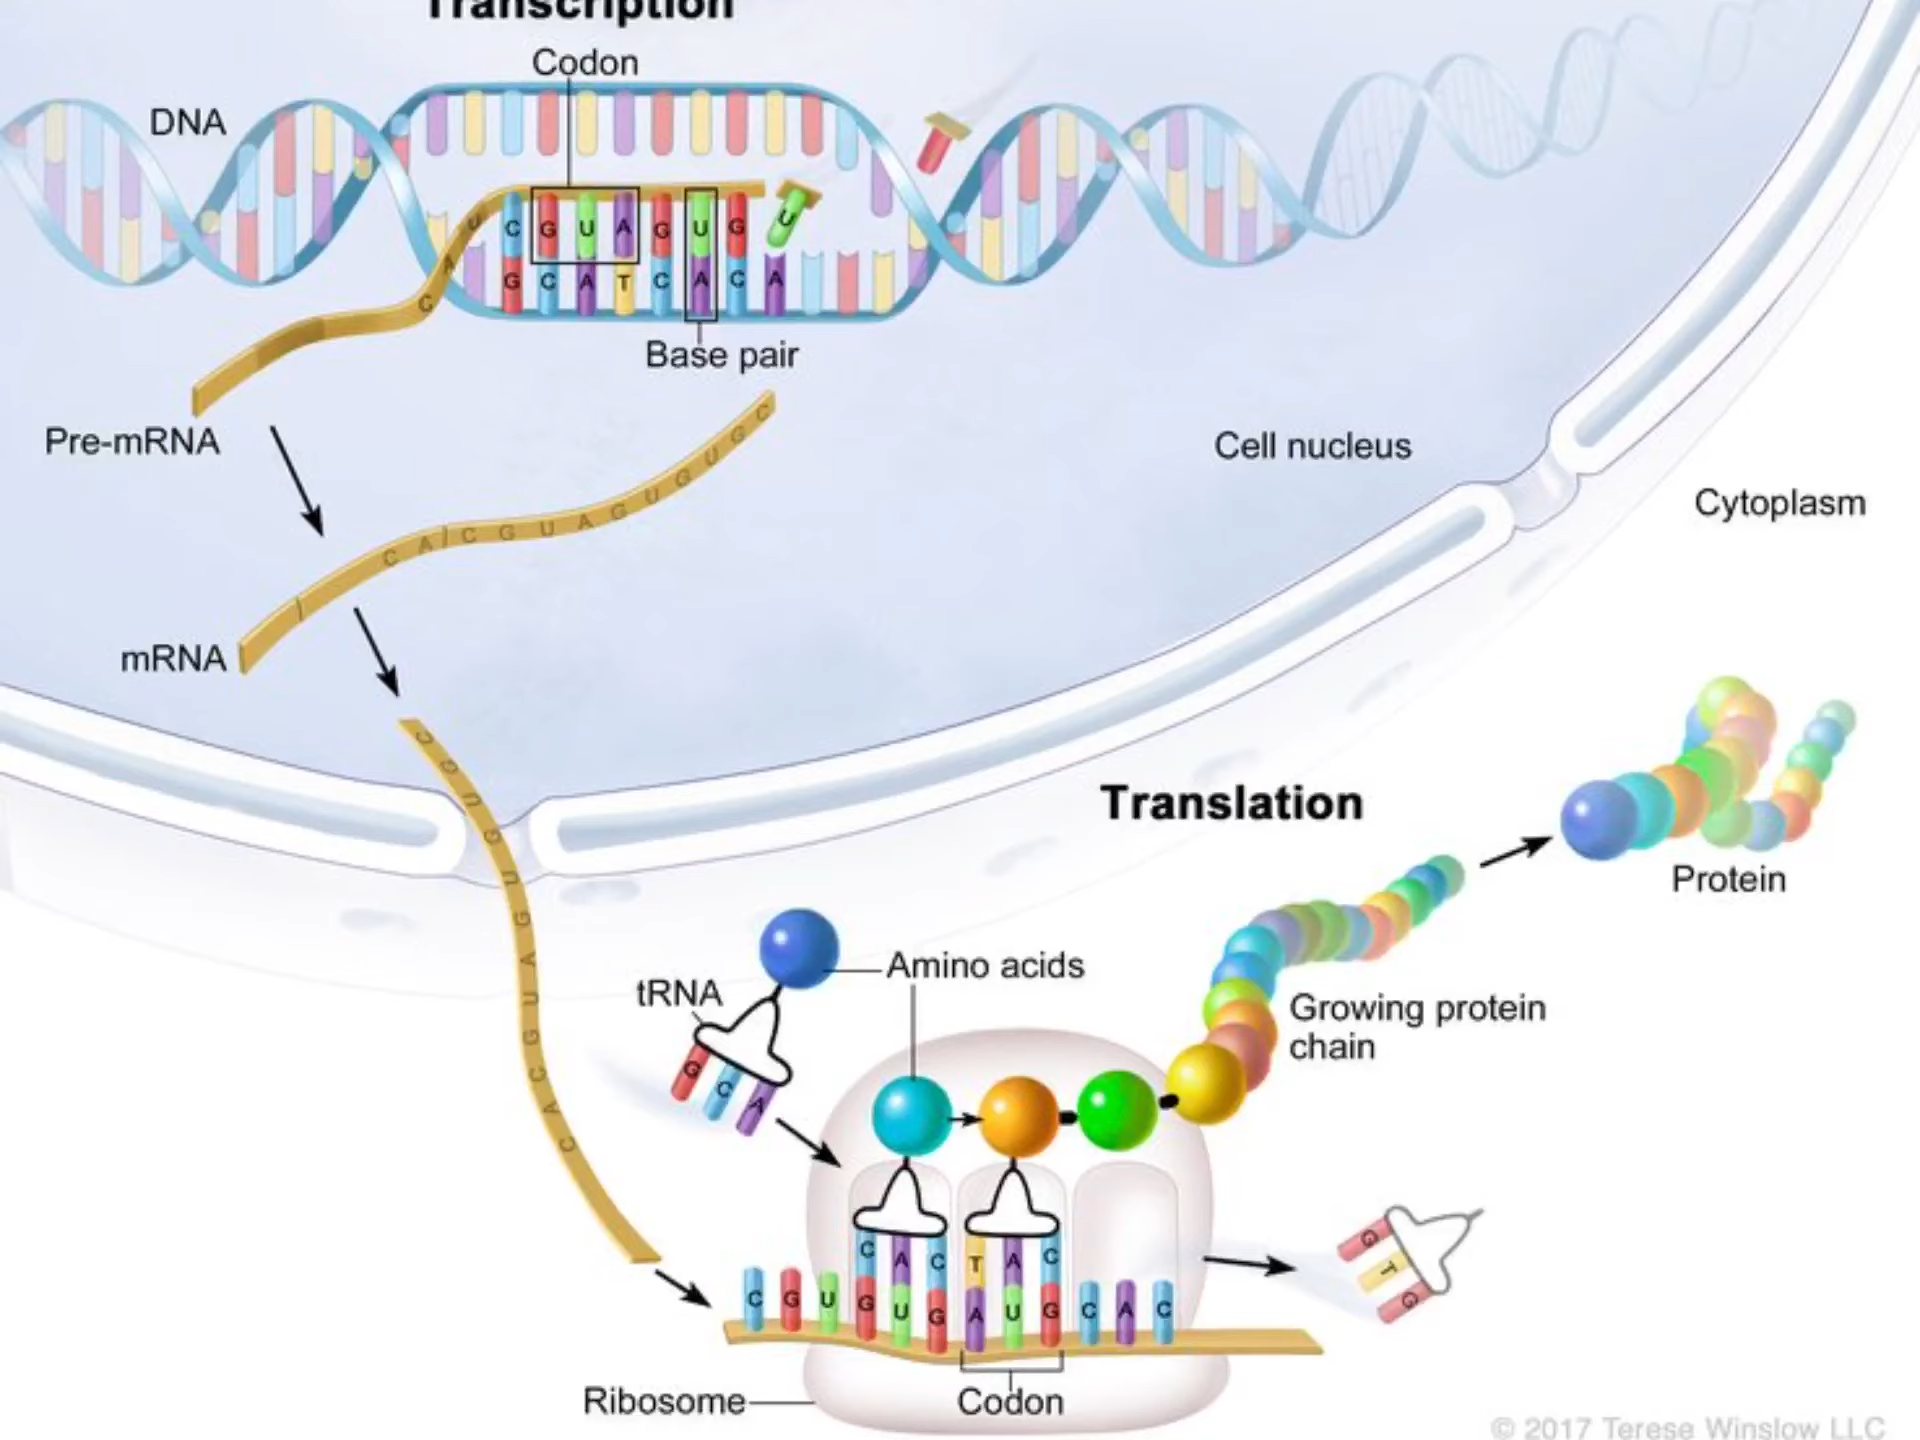 Transcription
Codon
DNA
C G U A G U G U
G C A T C A C A
C A U
Base pair
Pre-mRNA
C A C G U A G U G U G C
Cell nucleus
Cytoplasm
mRNA
C G U G U G A U G C A C
Translation
Protein
Amino acids
tRNA
Growing protein
chain
G C A
C A C T A C
G T G
C G U G U G A U G C A C
Ribosome
Codon
© 2017 Terese Winslow LLC